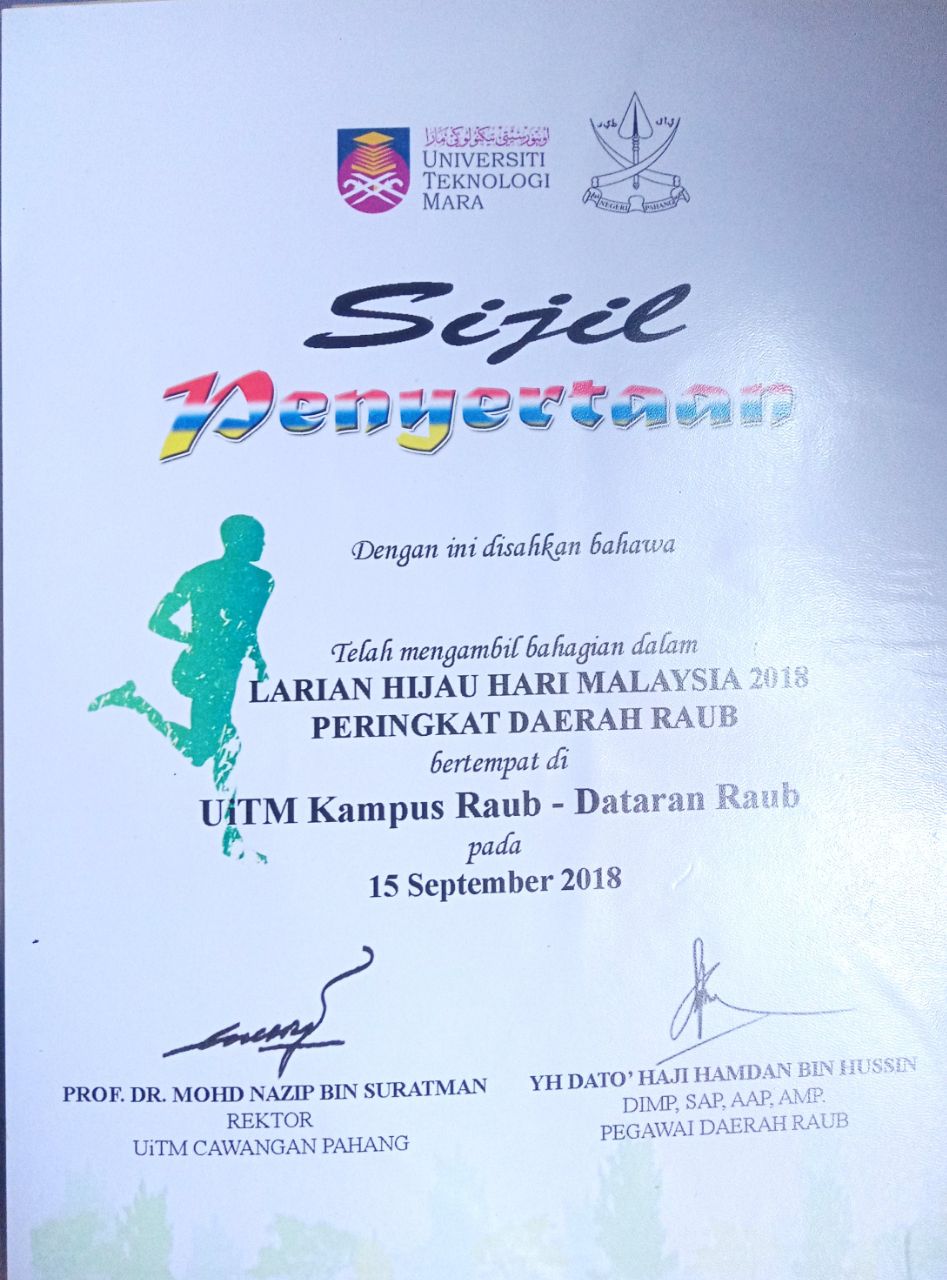 اونيۏرسيتي تيكنولوݢي مارا
UNIVERSITI
TEKNOLOGI
MARA
NEGERI PAHANG
Sijil
Penyertaan
Dengan ini disahkan bahawa
Telah mengambil bahagian dalam
LARIAN HIJAU HARI MALAYSIA 2018
PERINGKAT DAERAH RAUB
bertempat di
UiTM Kampus Raub - Dataran Raub
pada
15 September 2018
PROF. DR. MOHD NAZIP BIN SURATMAN
REKTOR
UiTM CAWANGAN PAHANG
YH DATO’ HAJI HAMDAN BIN HUSSIN
DIMP, SAP, AAP, AMP.
PEGAWAI DAERAH RAUB